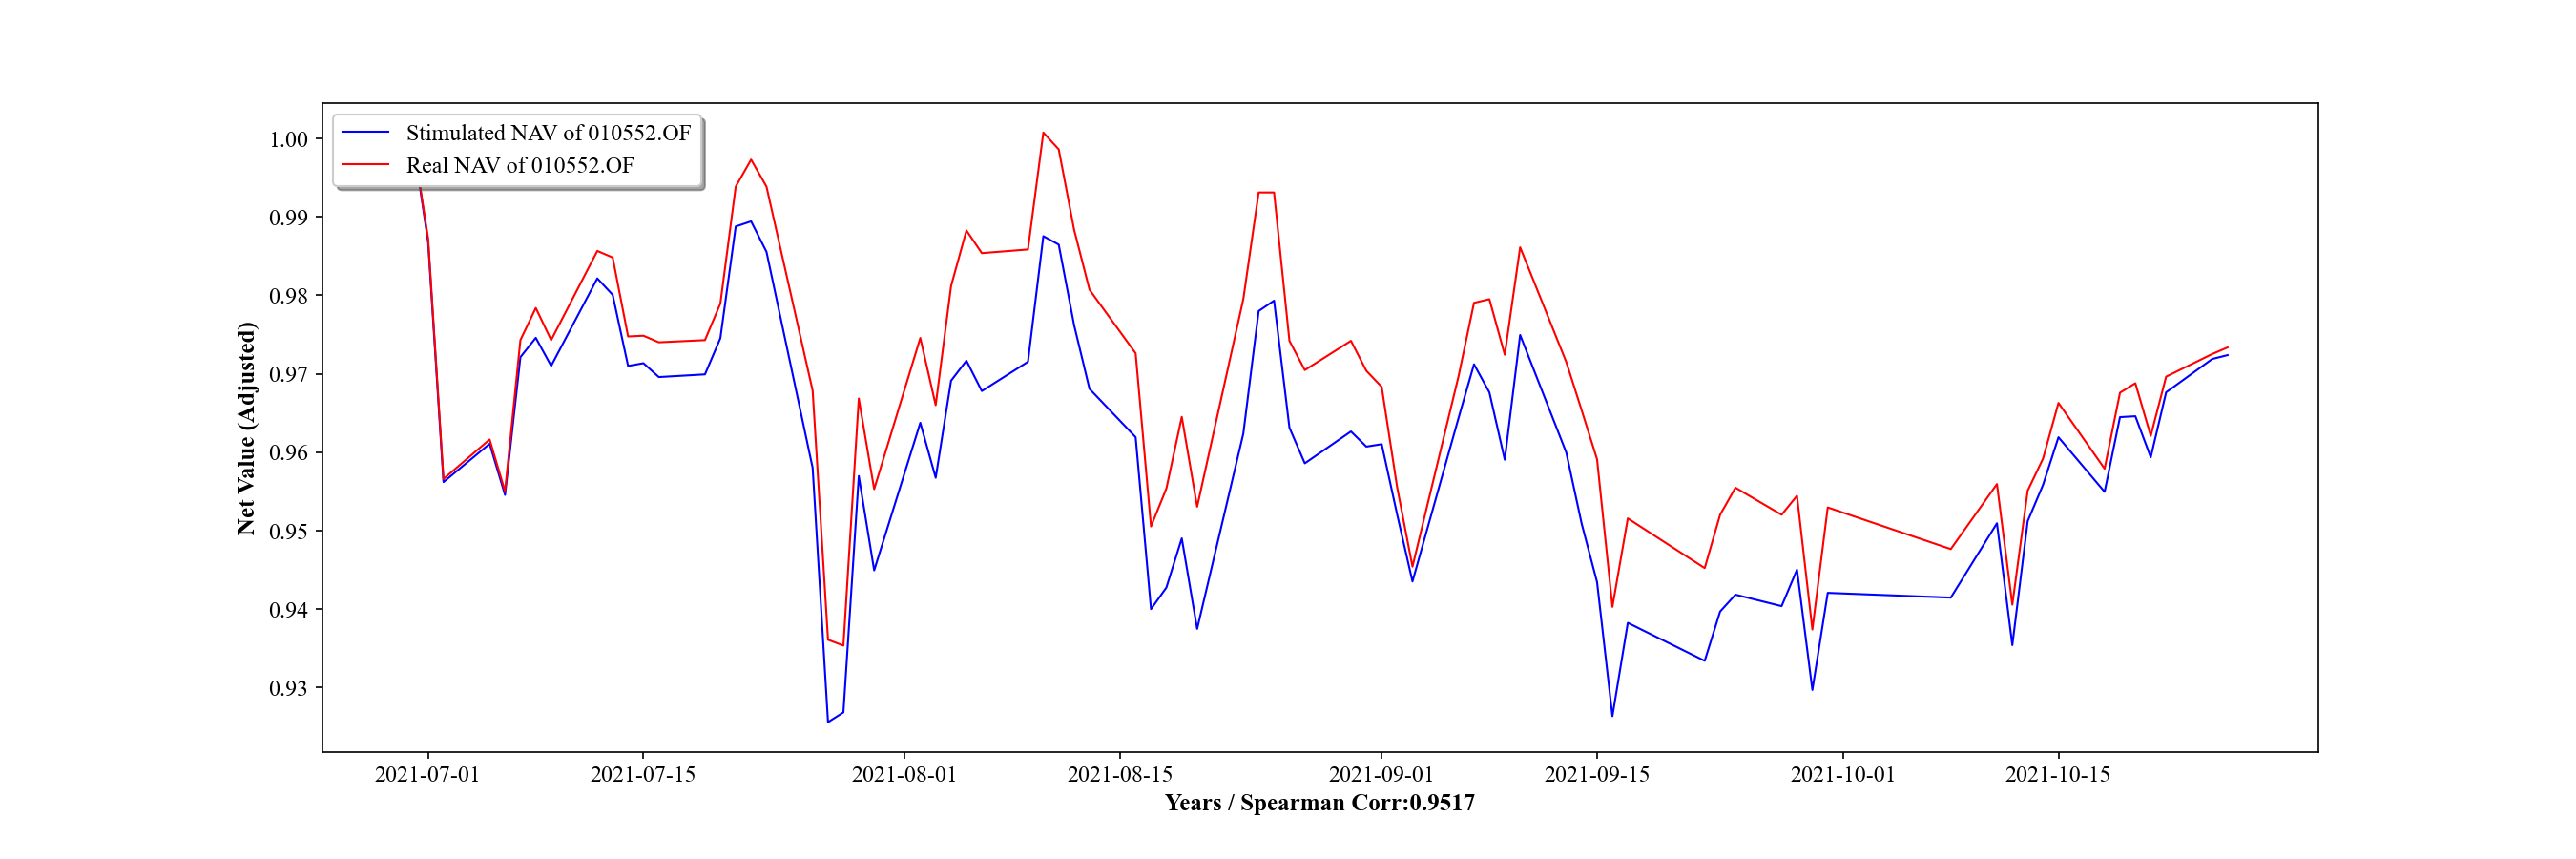 Stimulated NAV of 010552.OF
Real NAV of 010552.OF
1.00
0.99
0.98
0.97
0.96
0.95
0.94
0.93
Net Value (Adjusted)
2021-07-01 2021-07-15 2021-08-01 2021-08-15 2021-09-01 2021-09-15 2021-10-01 2021-10-15
Years / Spearman Corr:0.9517